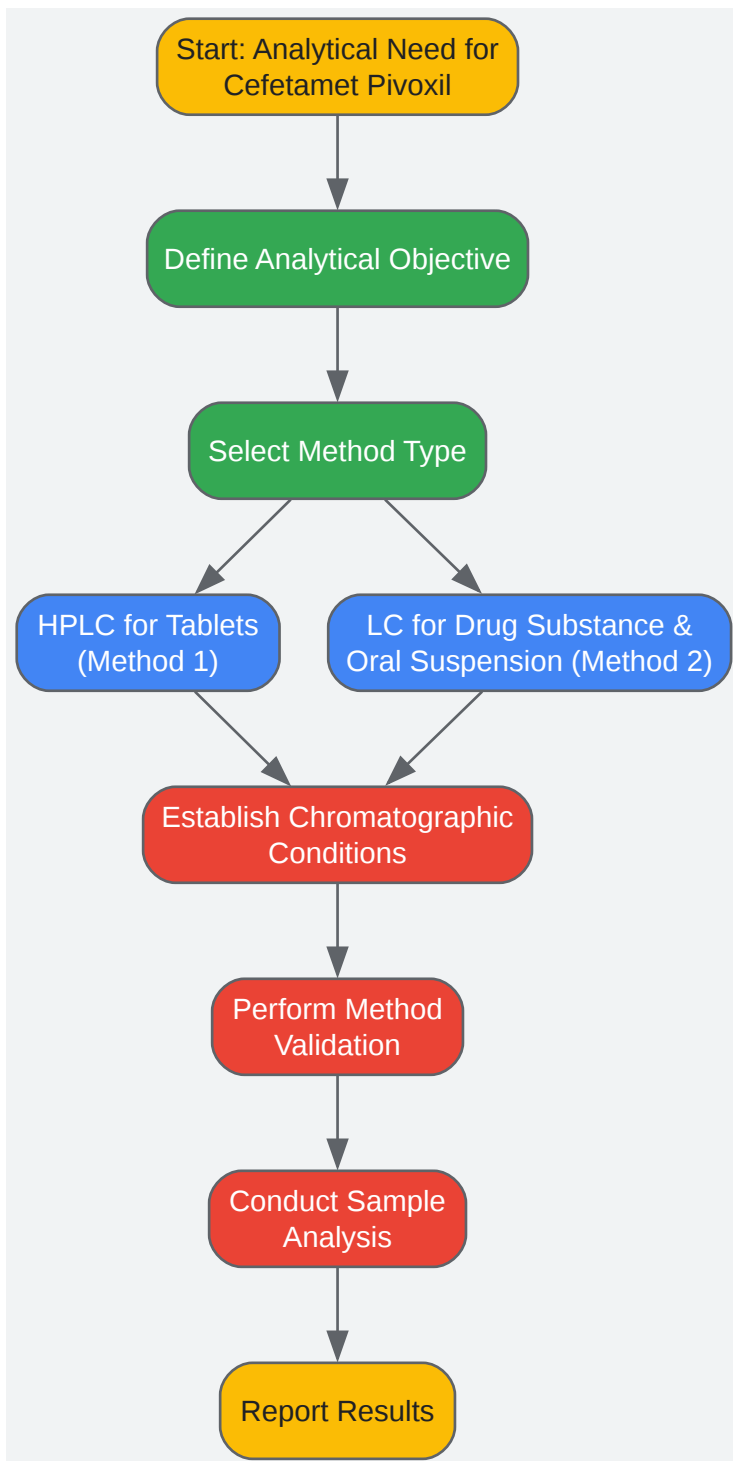 Start: Analytical Need for
Cefetamet Pivoxil
Define Analytical Objective
Select Method Type
HPLC for Tablets
(Method 1)
LC for Drug Substance &
Oral Suspension (Method 2)
Establish Chromatographic
Conditions
Perform Method
Validation
Conduct Sample
Analysis
Report Results